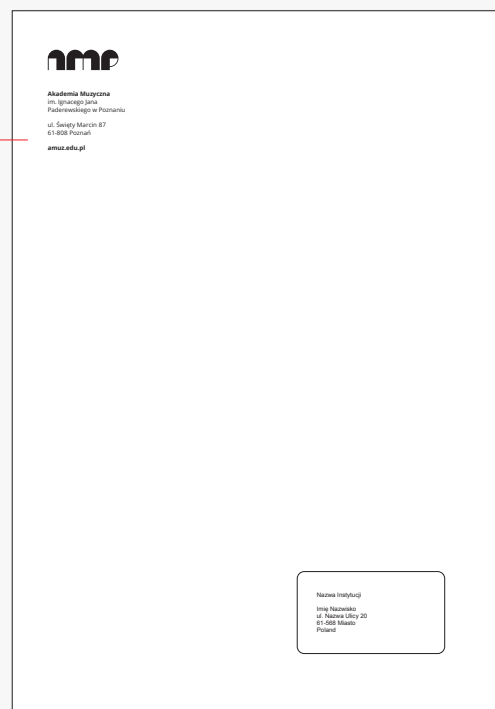 amp
Akademia Muzyczna
im. Ignacego Jana
Paderewskiego w Poznaniu
ul. Święty Marcin 87
61-808 Poznań
amuz.edu.pl
Nazwa Instytucji
Imię Nazwisko
ul. Nazwa Ulicy 20
61-568 Miasto
Poland